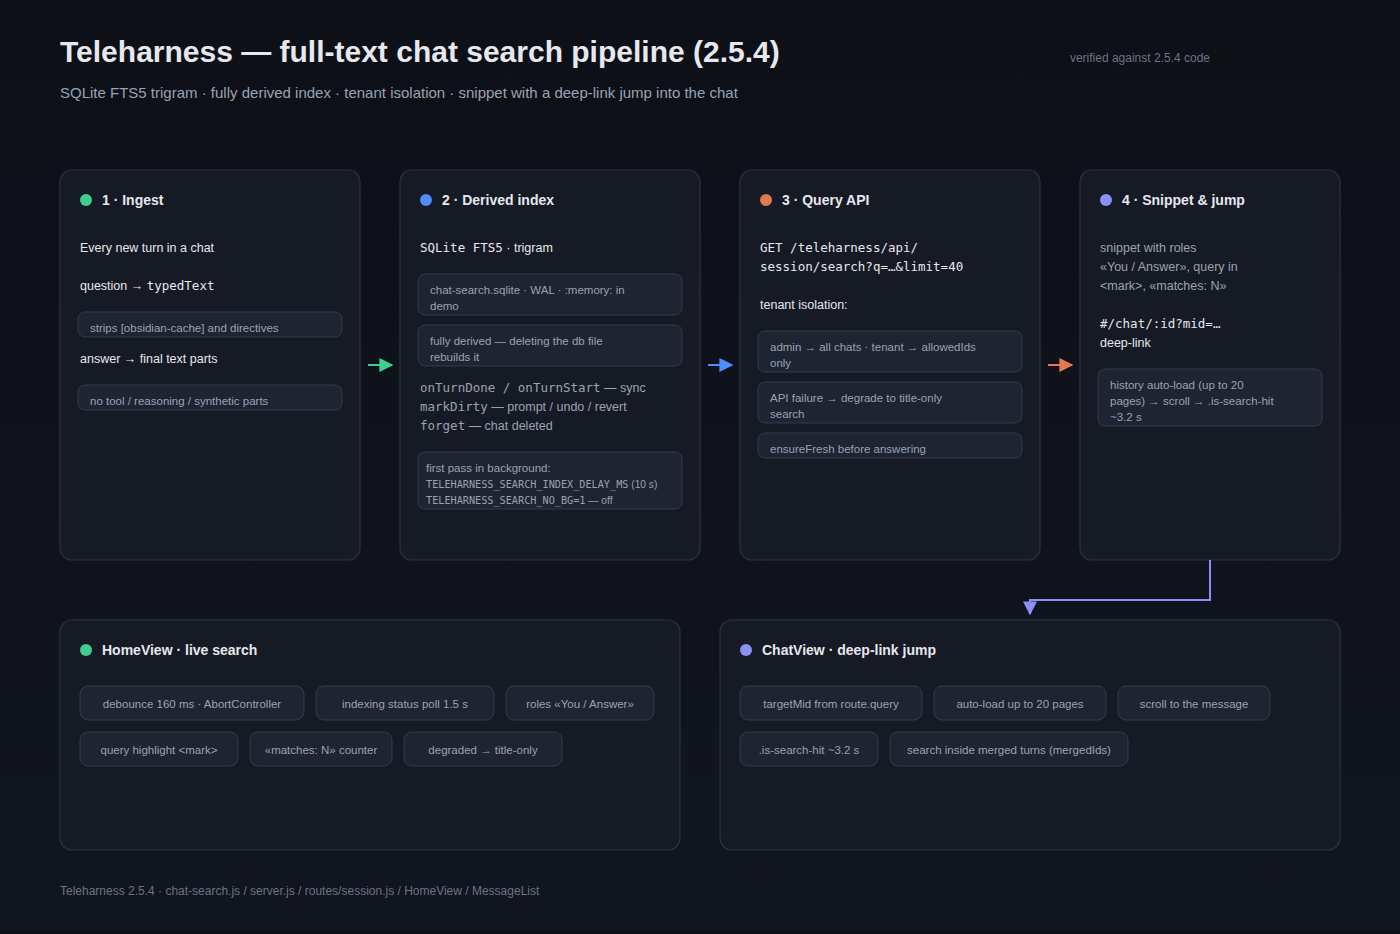 Teleharness — full-text chat search pipeline (2.5.4)
verified against 2.5.4 code
SQLite FTS5 trigram · fully derived index · tenant isolation · snippet with a deep-link jump into the chat
1 · Ingest
Every new turn in a chat
question → typedText
strips [obsidian-cache] and directives
answer → final text parts
no tool / reasoning / synthetic parts
2 · Derived index
SQLite FTS5 · trigram
chat-search.sqlite · WAL · :memory: in
demo
fully derived — deleting the db file
rebuilds it
onTurnDone / onTurnStart — sync
markDirty — prompt / undo / revert
forget — chat deleted
first pass in background:
TELEHARNESS_SEARCH_INDEX_DELAY_MS (10 s)
TELEHARNESS_SEARCH_NO_BG=1 — off
3 · Query API
GET /teleharness/api/
session/search?q=…&limit=40
tenant isolation:
admin → all chats · tenant → allowedIds
only
API failure → degrade to title-only
search
ensureFresh before answering
4 · Snippet & jump
snippet with roles
«You / Answer», query in
<mark>, «matches: N»
#/chat/:id?mid=…
deep-link
history auto-load (up to 20
pages) → scroll → .is-search-hit
~3.2 s
HomeView · live search
debounce 160 ms · AbortController
indexing status poll 1.5 s
roles «You / Answer»
query highlight <mark>
«matches: N» counter
degraded → title-only
ChatView · deep-link jump
targetMid from route.query
auto-load up to 20 pages
scroll to the message
.is-search-hit ~3.2 s
search inside merged turns (mergedIds)
Teleharness 2.5.4 · chat-search.js / server.js / routes/session.js / HomeView / MessageList